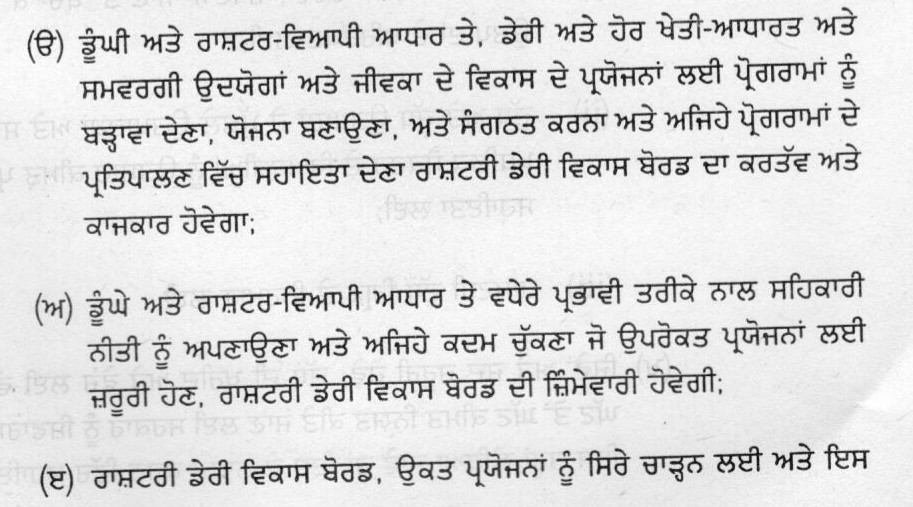 (ੳ) ਡੂੰਘੀ ਅਤੇ ਰਾਸ਼ਟਰ-ਵਿਆਪੀ ਆਧਾਰ ਤੇ, ਡੇਰੀ ਅਤੇ ਹੋਰ ਖੇਤੀ-ਆਧਾਰਤ ਅਤੇ
ਸਮਵਰਗੀ ਉਦਯੋਗਾਂ ਅਤੇ ਜੀਵਕਾ ਦੇ ਵਿਕਾਸ ਦੇ ਪ੍ਰਯੋਜਨਾਂ ਲਈ ਪ੍ਰੋਗਰਾਮਾਂ ਨੂੰ
ਬੜ੍ਹਾਵਾ ਦੇਣਾ, ਯੋਜਨਾ ਬਣਾਉਣਾ, ਅਤੇ ਸੰਗਠਤ ਕਰਨਾ ਅਤੇ ਅਜਿਹੇ ਪ੍ਰੋਗਰਾਮਾਂ ਦੇ
ਪ੍ਰਤਿਪਾਲਣ ਵਿੱਚ ਸਹਾਇਤਾ ਦੇਣਾ ਰਾਸ਼ਟਰੀ ਡੇਰੀ ਵਿਕਾਸ ਬੋਰਡ ਦਾ ਕਰਤੱਵ ਅਤੇ
ਕਾਜਕਾਰ ਹੋਵੇਗਾ;
(ਅ) ਡੂੰਘੇ ਅਤੇ ਰਾਸ਼ਟਰ-ਵਿਆਪੀ ਆਧਾਰ ਤੇ ਵਧੇਰੇ ਪ੍ਰਭਾਵੀ ਤਰੀਕੇ ਨਾਲ ਸਹਿਕਾਰੀ
ਨੀਤੀ ਨੂੰ ਅਪਣਾਉਣਾ ਅਤੇ ਅਜਿਹੇ ਕਦਮ ਚੁੱਕਣਾ ਜੋ ਉਪਰੋਕਤ ਪ੍ਰਯੋਜਨਾਂ ਲਈ
ਜ਼ਰੂਰੀ ਹੋਣ, ਰਾਸ਼ਟਰੀ ਡੇਰੀ ਵਿਕਾਸ ਬੋਰਡ ਦੀ ਜ਼ਿੰਮੇਵਾਰੀ ਹੋਵੇਗੀ;
(ੲ) ਰਾਸ਼ਟਰੀ ਡੇਰੀ ਵਿਕਾਸ ਬੋਰਡ, ਉਕਤ ਪ੍ਰਯੋਜਨਾਂ ਨੂੰ ਸਿਰੇ ਚਾੜ੍ਹਨ ਲਈ ਅਤੇ ਇਸ